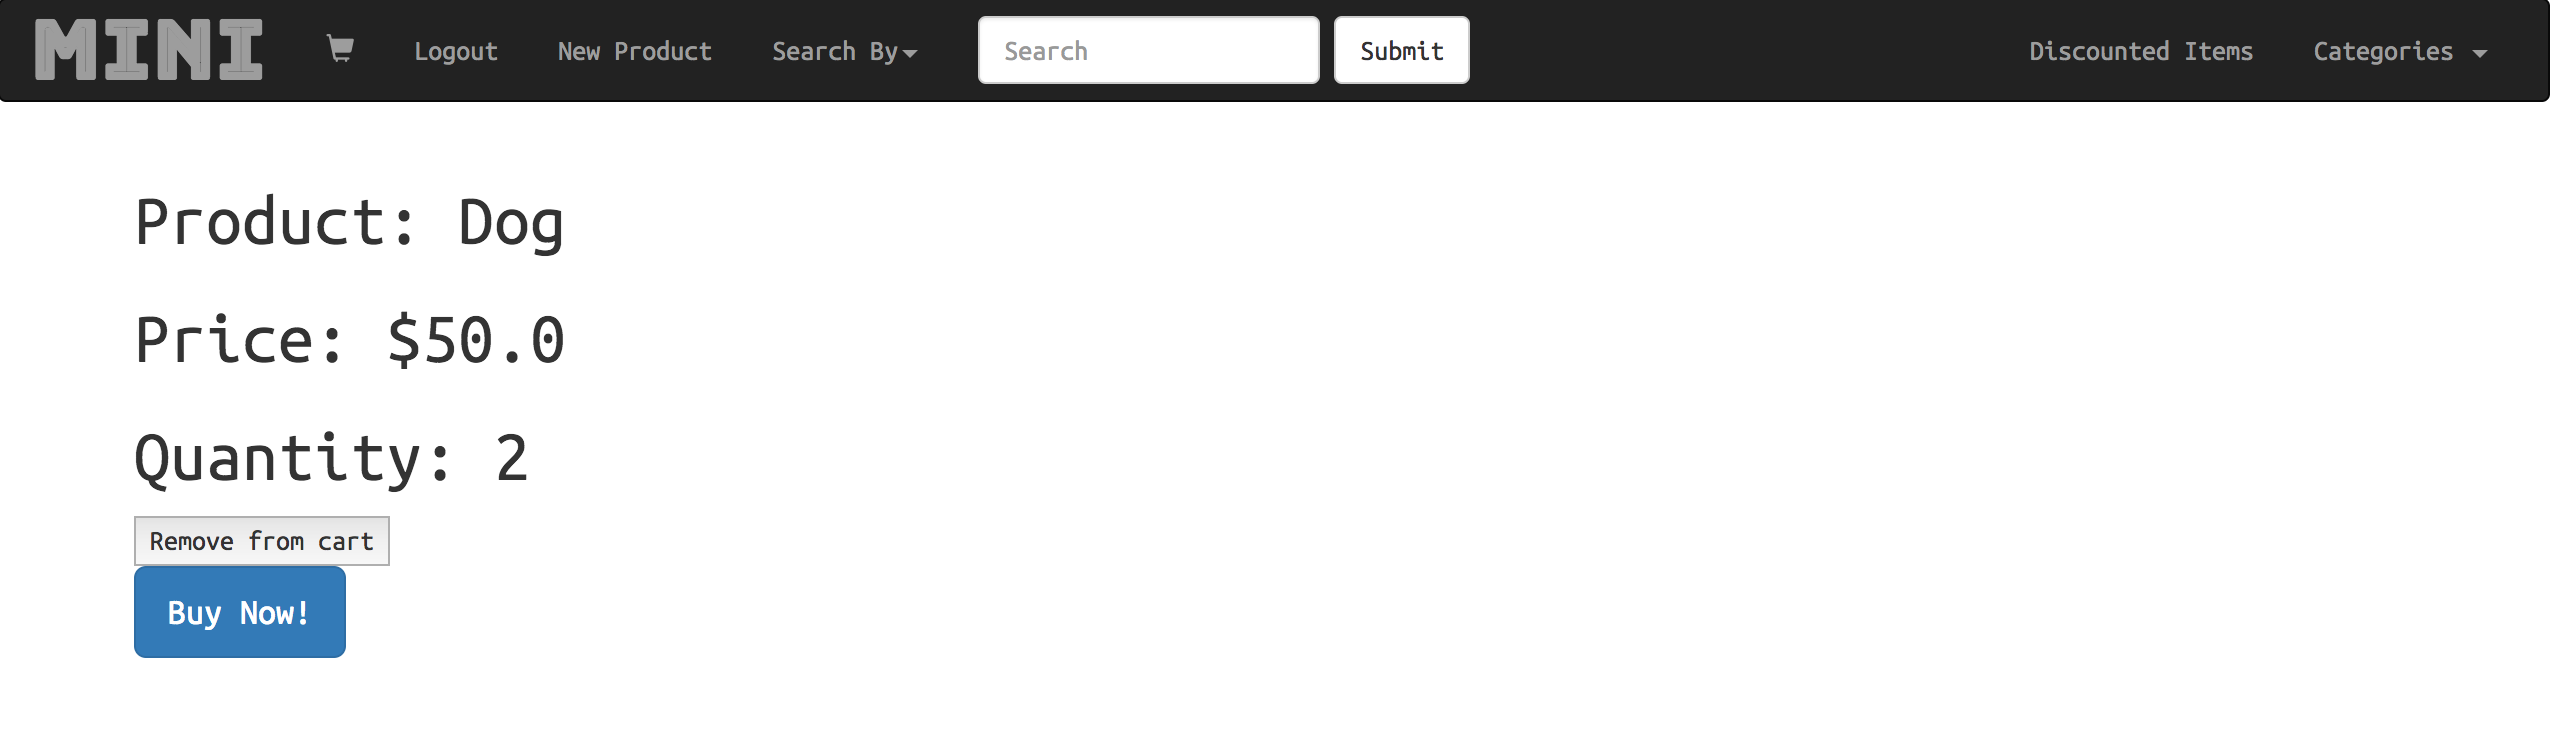 MINI Logout New Product Search By Search Submit Discounted Items Categories
Product: Dog
Price: $50.0
Quantity: 2
Remove from cart
Buy Now!